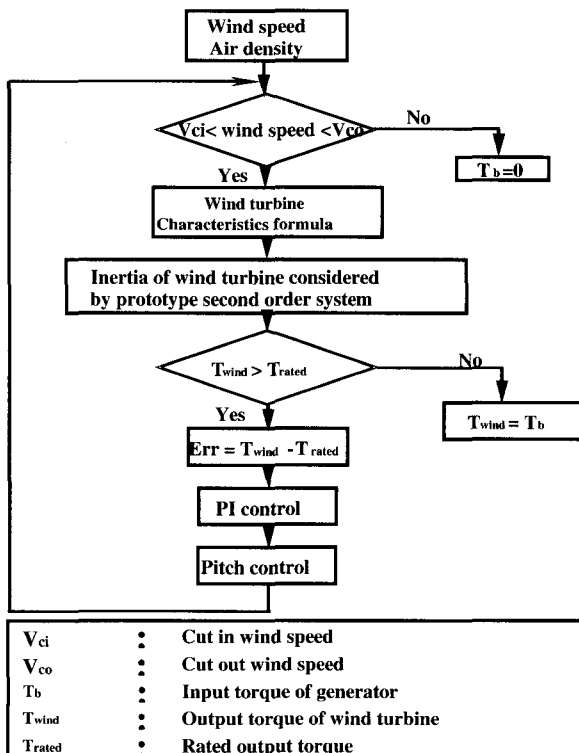 Wind speed
Air density
Vci< wind speed <Vco
No
Tb=0
Yes
Wind turbine
Characteristics formula
Inertia of wind turbine considered
by prototype second order system
Twind > Trated
No
Twind = Tb
Yes
Err = Twind - Trated
PI control
Pitch control
Vci : Cut in wind speed
Vco : Cut out wind speed
Tb : Input torque of generator
Twind : Output torque of wind turbine
Trated : Rated output torque